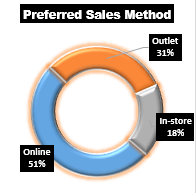 Preferred Sales Method
Outlet
31%
In-store
18%
Online
51%